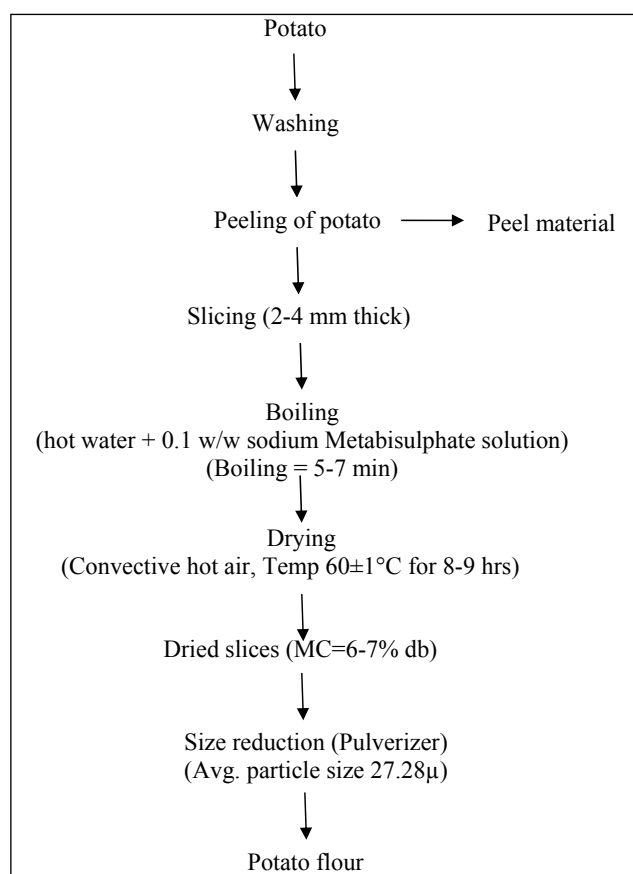 Potato
Washing
Peeling of potato
Peel material
Slicing (2-4 mm thick)
Boiling
(hot water + 0.1 w/w sodium Metabisulphate solution)
(Boiling = 5-7 min)
Drying
(Convective hot air, Temp 60±1°C for 8-9 hrs)
Dried slices (MC=6-7% db)
Size reduction (Pulverizer)
(Avg. particle size 27.28μ)
Potato flour